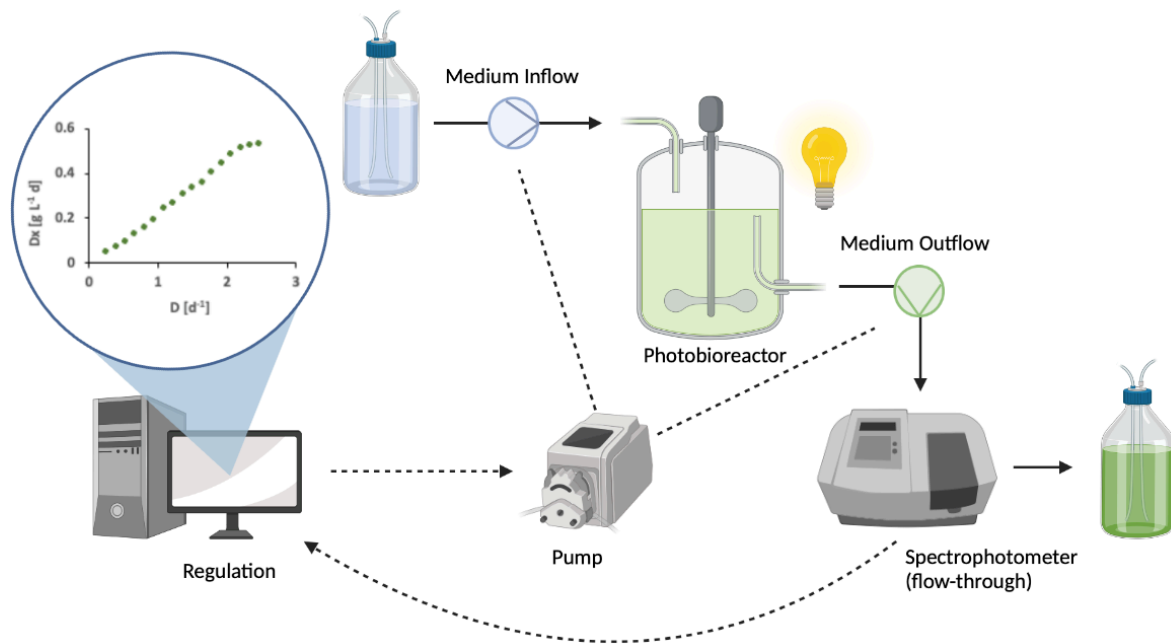 Medium Inflow
0.6
0.4
0.2
0
Dx [g L⁻¹ d]
0
1
2
3
D [d⁻¹]
Medium Outflow
Photobioreactor
Regulation
Pump
Spectrophotometer
(flow-through)